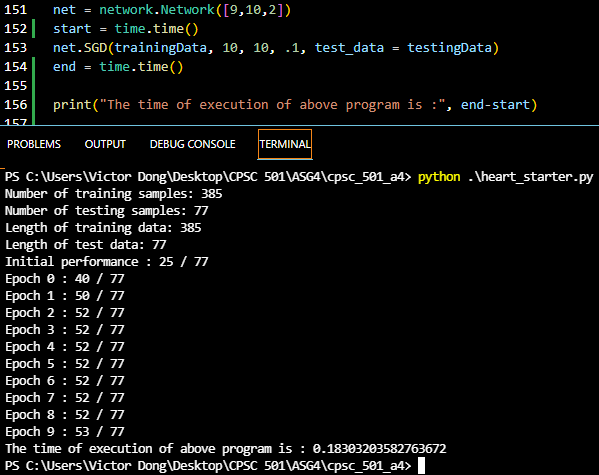 151 net = network.Network([9,10,2])
152 start = time.time()
153 net.SGD(trainingData, 10, 10, .1, test_data = testingData)
154 end = time.time()
155
156 print("The time of execution of above program is :", end-start)
157
PROBLEMS OUTPUT DEBUG CONSOLE TERMINAL
PS C:\Users\Victor Dong\Desktop\CPSC 501\ASG4\cpsc_501_a4> python .\heart_starter.py
Number of training samples: 385
Number of testing samples: 77
Length of training data: 385
Length of test data: 77
Initial performance : 25 / 77
Epoch 0 : 40 / 77
Epoch 1 : 50 / 77
Epoch 2 : 52 / 77
Epoch 3 : 52 / 77
Epoch 4 : 52 / 77
Epoch 5 : 52 / 77
Epoch 6 : 52 / 77
Epoch 7 : 52 / 77
Epoch 8 : 52 / 77
Epoch 9 : 53 / 77
The time of execution of above program is : 0.18303203582763672
PS C:\Users\Victor Dong\Desktop\CPSC 501\ASG4\cpsc_501_a4>